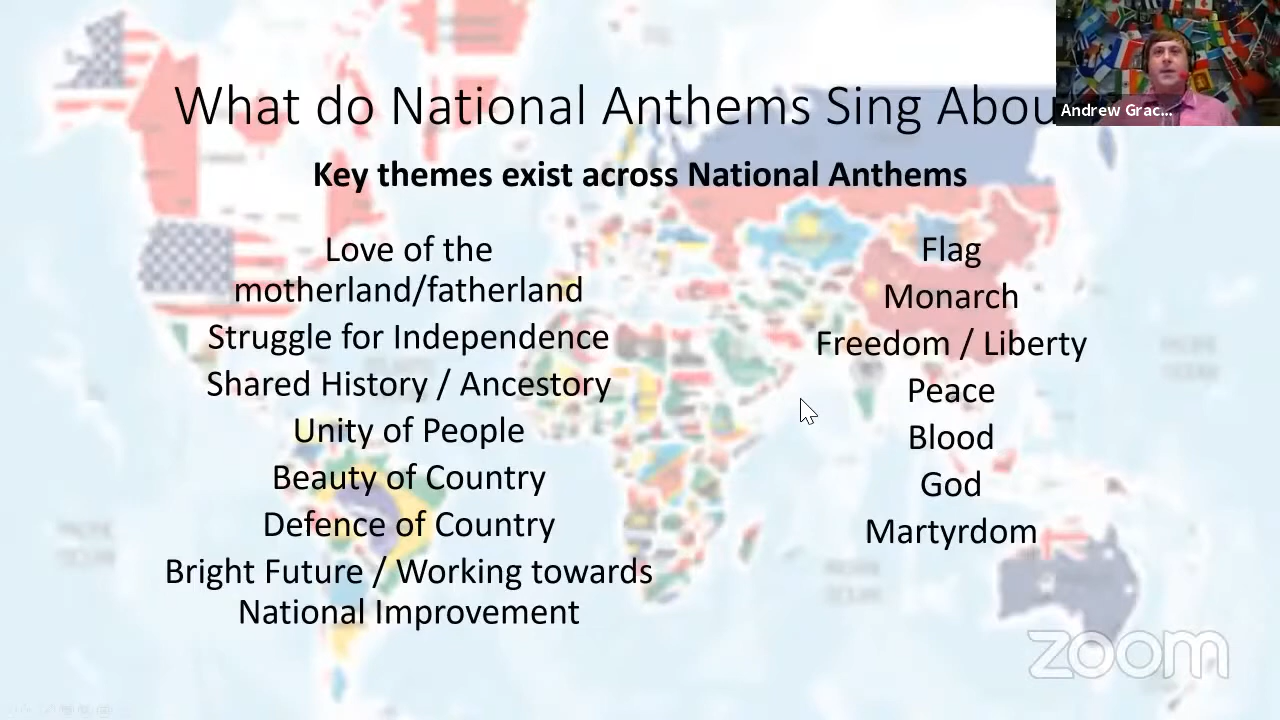 What do National Anthems Sing Abou
Andrew Grac...
Key themes exist across National Anthems
Love of the
motherland/fatherland
Struggle for Independence
Shared History / Ancestory
Unity of People
Beauty of Country
Defence of Country
Bright Future / Working towards
National Improvement
Flag
Monarch
Freedom / Liberty
Peace
Blood
God
Martyrdom
zoom